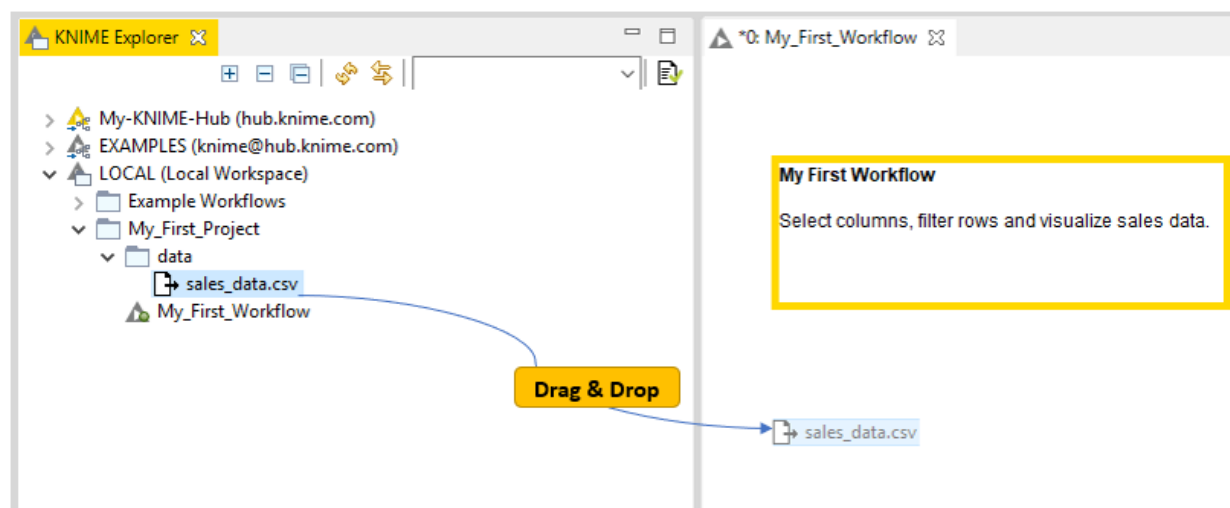 KNIME Explorer
*0: My_First_Workflow
My-KNIME-Hub (hub.knime.com)
EXAMPLES (knime@hub.knime.com)
LOCAL (Local Workspace)
Example Workflows
My_First_Project
data
sales_data.csv
My_First_Workflow
My First Workflow
Select columns, filter rows and visualize sales data.
Drag & Drop
sales_data.csv